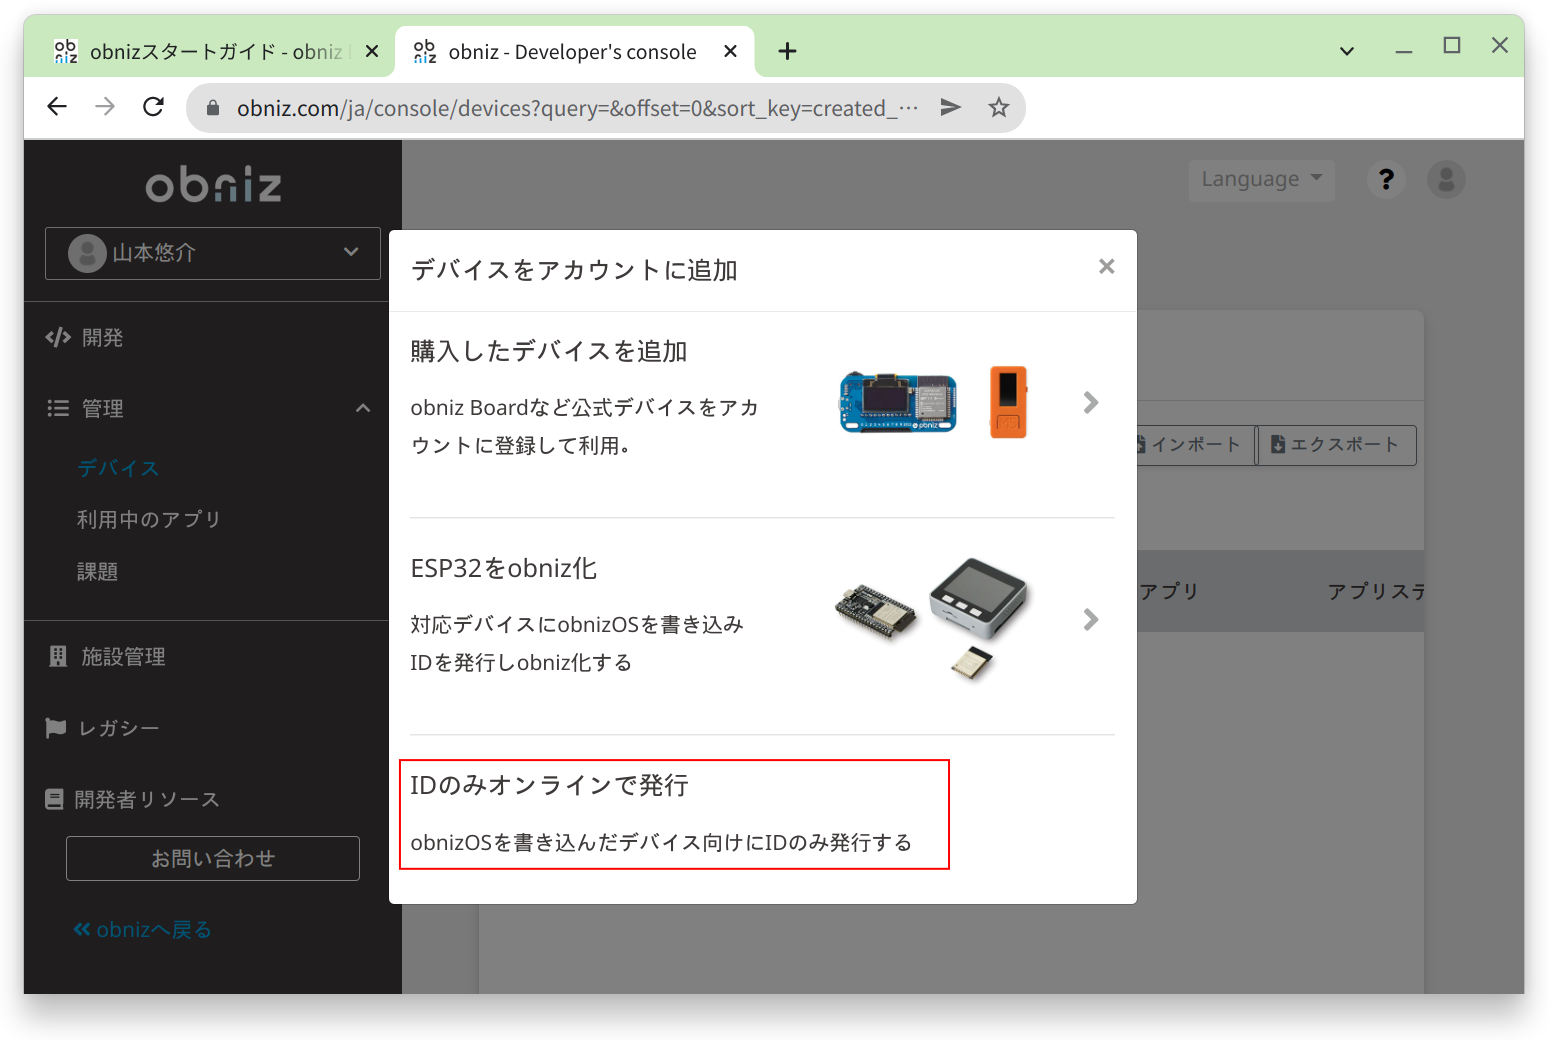 obnizスタートガイド - obniz
obniz - Developer's console
obniz.com/ja/console/devices?query=&offset=0&sort_key=created_…
obniz
Language
?
山本悠介
開発
管理
デバイス
利用中のアプリ
課題
施設管理
レガシー
開発者リソース
お問い合わせ
obnizへ戻る
デバイスをアカウントに追加
×
購入したデバイスを追加
obniz Boardなど公式デバイスをアカ
ウントに登録して利用。
ESP32をobniz化
対応デバイスにobnizOSを書き込み
IDを発行しobniz化する
IDのみオンラインで発行
obnizOSを書き込んだデバイス向けにIDのみ発行する
インポート
エクスポート
アプリ
アプリステ